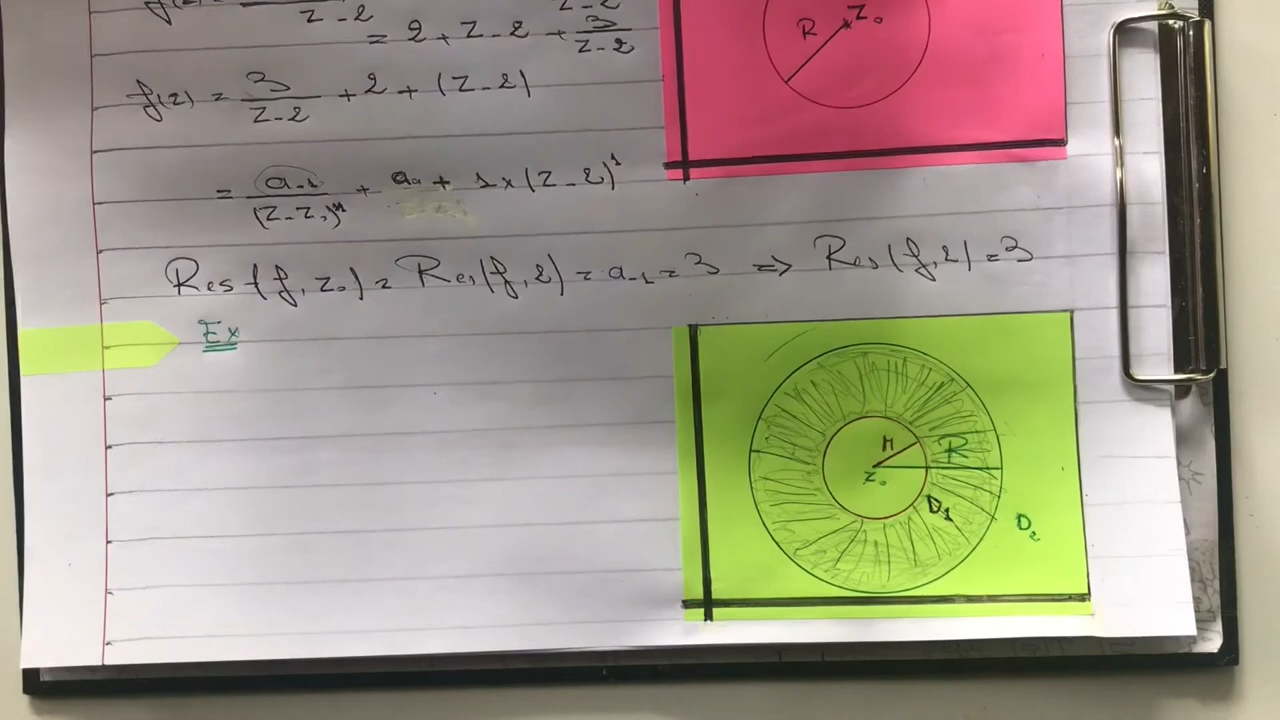 z-2
= 2 + z-2 + 3/(z-2)
R z₀
f(z) = 3/(z-2) + 2 + (z-2)
= a₋₁/(z-z₀)¹ + a₀ + 1×(z-2)¹
Res(f, z₀) = Res(f, 2) = a₋₁ = 3 ⇒ Res(f, 2) = 3
Ex
R
z₀
D₁
D₂